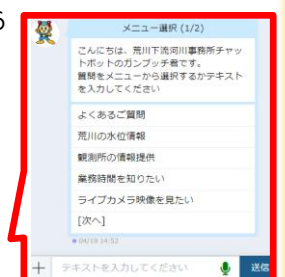 メニュー選択 (1/2)
こんにちは、荒川下流河川事務所チャッ
トボットのガンブッチ君です。
質問をメニューから選択するかテキスト
を入力してください
よくあるご質問
荒川の水位情報
観測所の情報提供
業務時間を知りたい
ライブカメラ映像を見たい
[次へ]
04/19 14:52
テキストを入力してください
送信